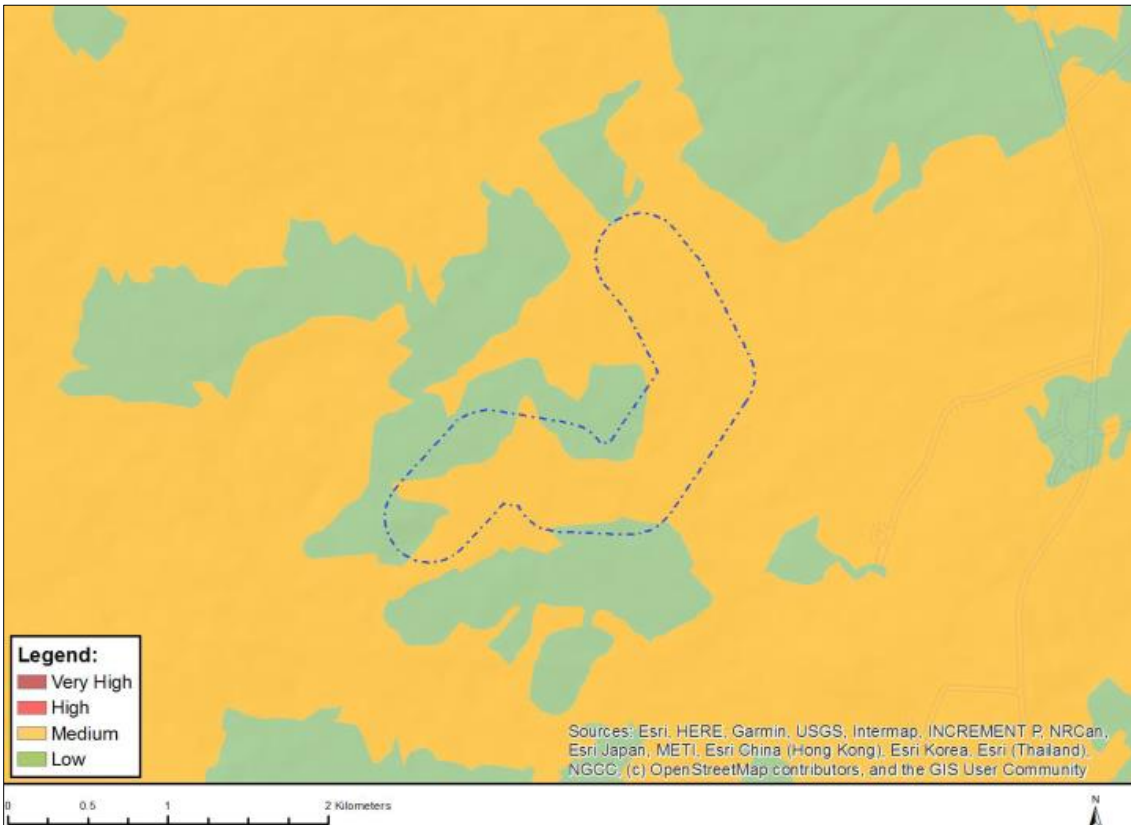 Legend:
Very High
High
Medium
Low
Sources: Esri, HERE, Garmin, USGS, Intermap, INCREMENT P, NRCan,
Esri Japan, METI, Esri China (Hong Kong), Esri Korea, Esri (Thailand),
NGCC, (c) OpenStreetMap contributors, and the GIS User Community
0 0.5 1 2 Kilometers
N